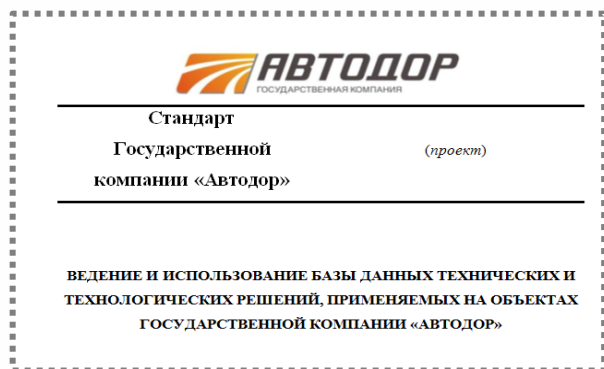 АВТОДОР
ГОСУДАРСТВЕННАЯ КОМПАНИЯ
Стандарт
Государственной
(проект)
компании «Автодор»
ВЕДЕНИЕ И ИСПОЛЬЗОВАНИЕ БАЗЫ ДАННЫХ ТЕХНИЧЕСКИХ И
ТЕХНОЛОГИЧЕСКИХ РЕШЕНИЙ, ПРИМЕНЯЕМЫХ НА ОБЪЕКТАХ
ГОСУДАРСТВЕННОЙ КОМПАНИИ «АВТОДОР»